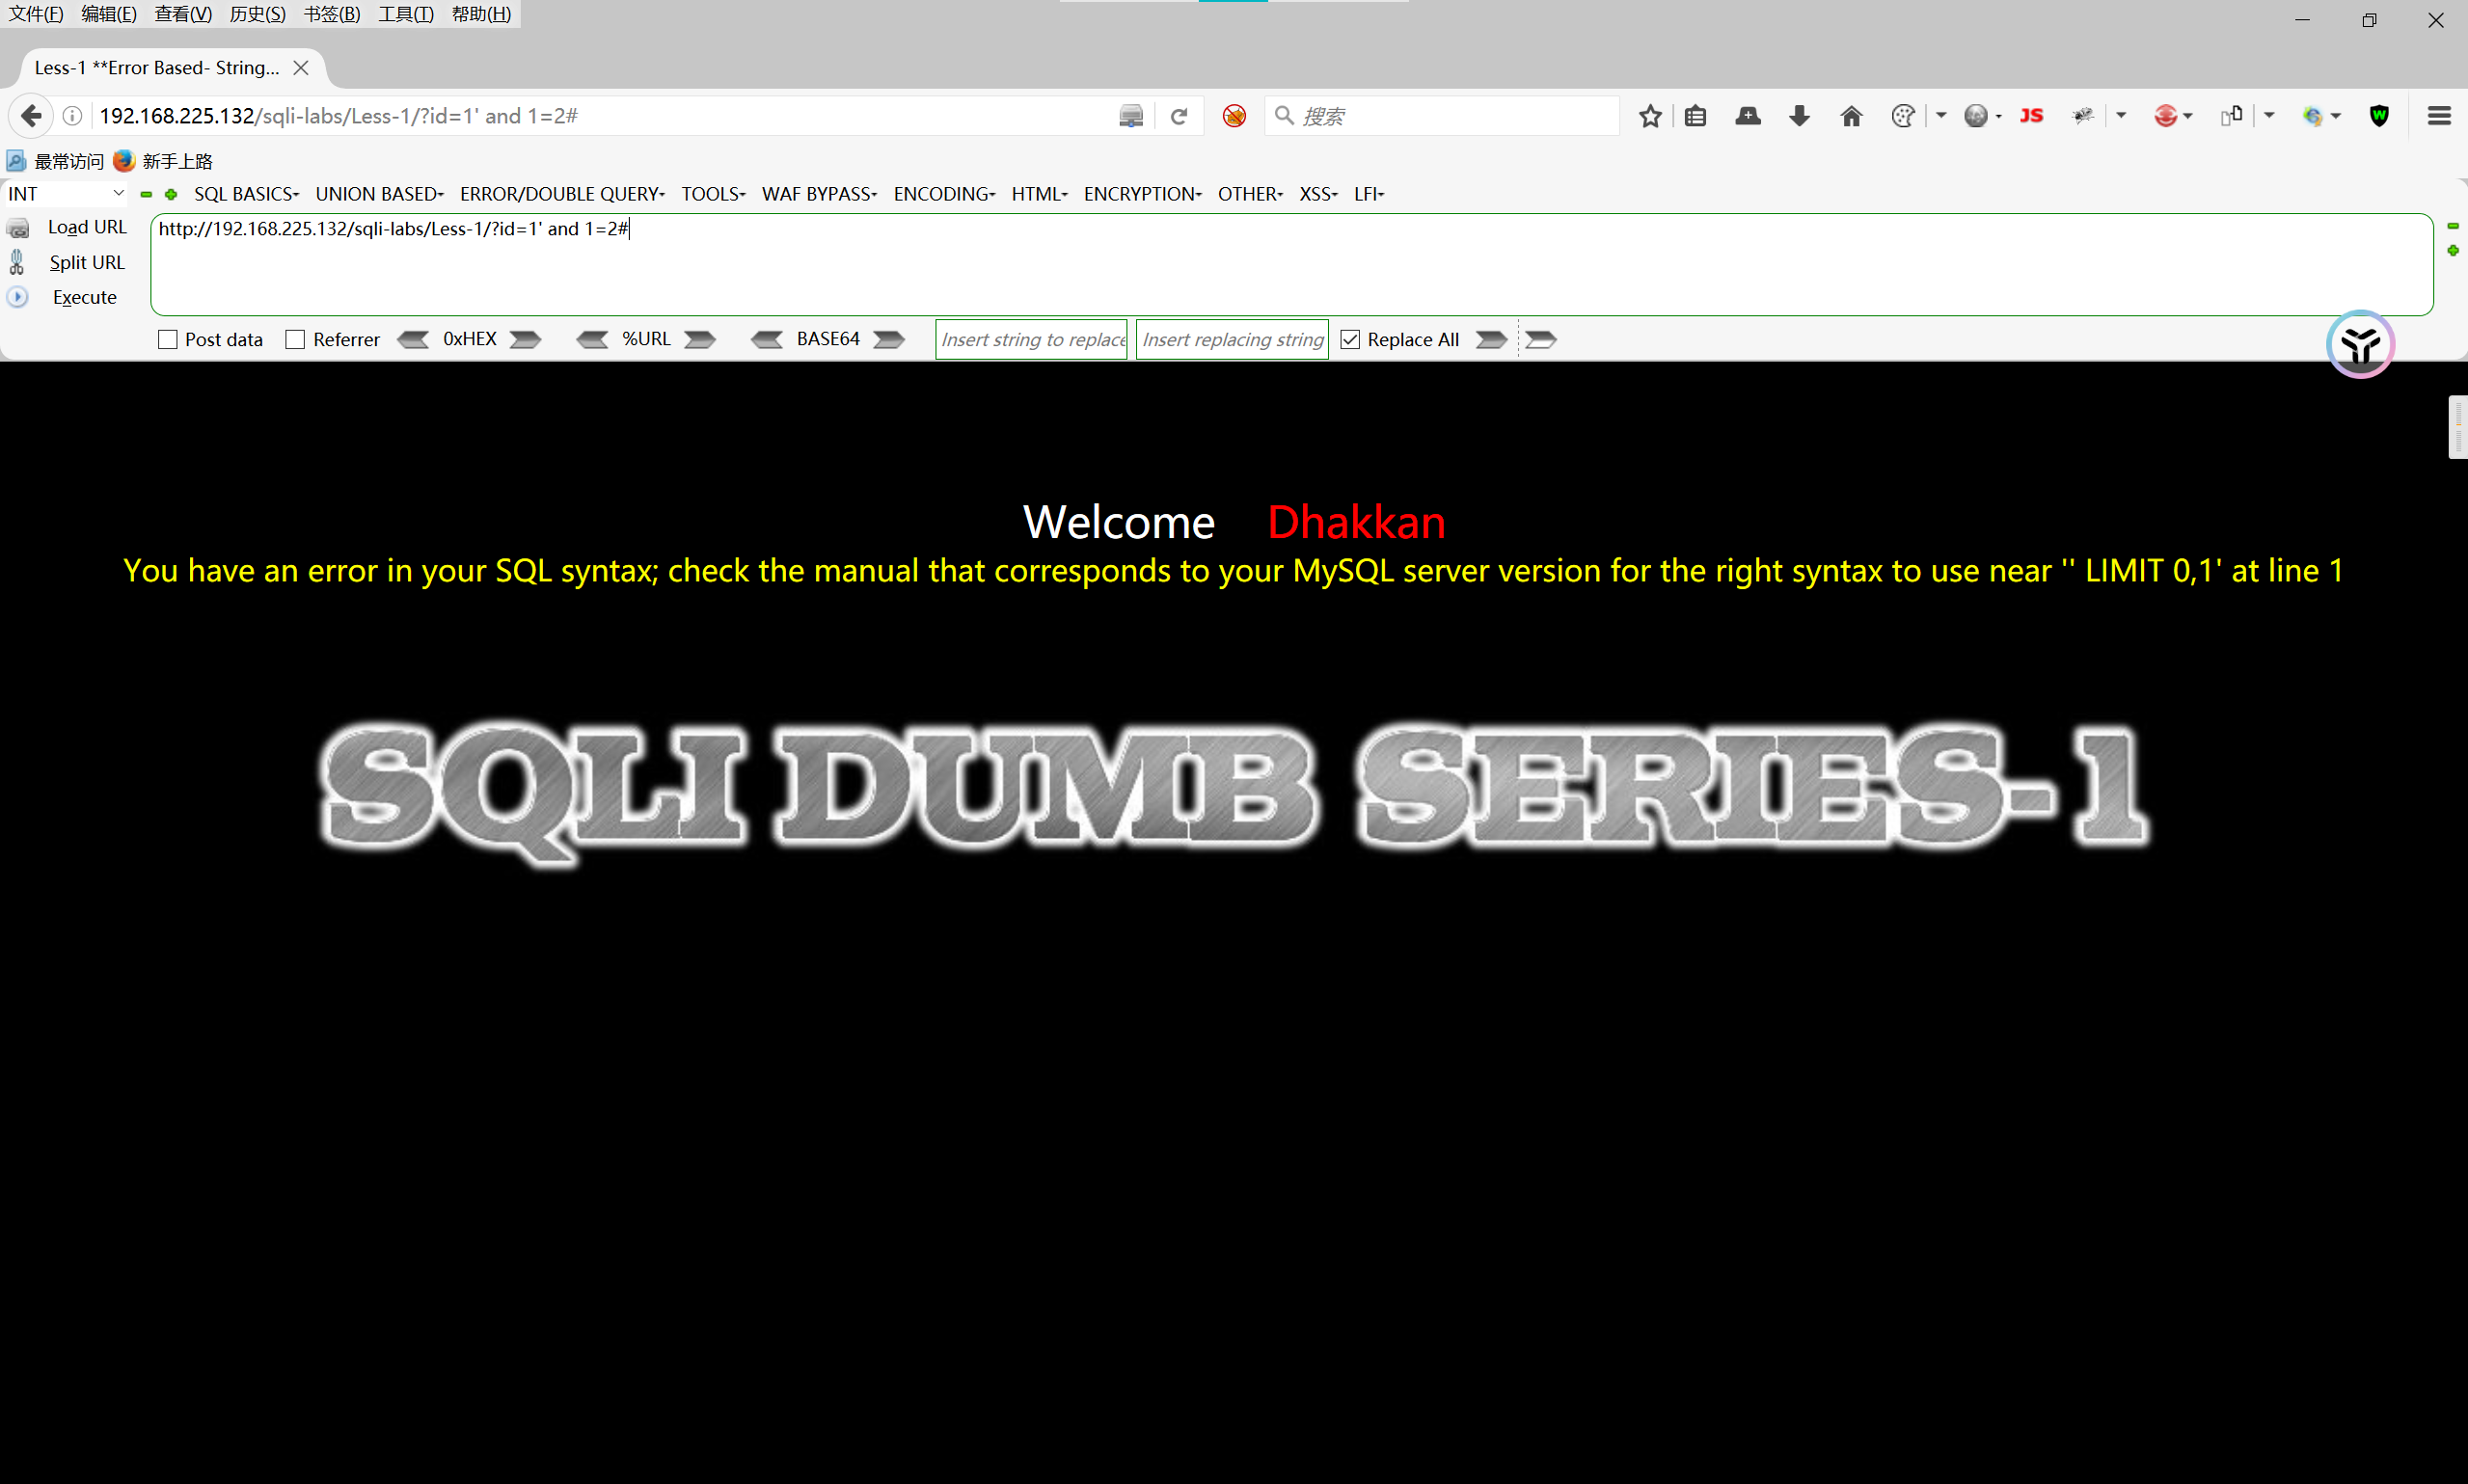 文件(F) 编辑(E) 查看(V) 历史(S) 书签(B) 工具(T) 帮助(H)
Less-1 **Error Based- String...
192.168.225.132/sqli-labs/Less-1/?id=1' and 1=2#
搜索
JS
W
最常访问 新手上路
INT SQL BASICS UNION BASED ERROR/DOUBLE QUERY TOOLS WAF BYPASS ENCODING HTML ENCRYPTION OTHER XSS LFI
Load URL
http://192.168.225.132/sqli-labs/Less-1/?id=1' and 1=2#
Split URL
Execute
Post data Referrer 0xHEX %URL BASE64 Insert string to replace Insert replacing string Replace All
Welcome Dhakkan
You have an error in your SQL syntax; check the manual that corresponds to your MySQL server version for the right syntax to use near '' LIMIT 0,1' at line 1
SQLI DUMB SERIES-1